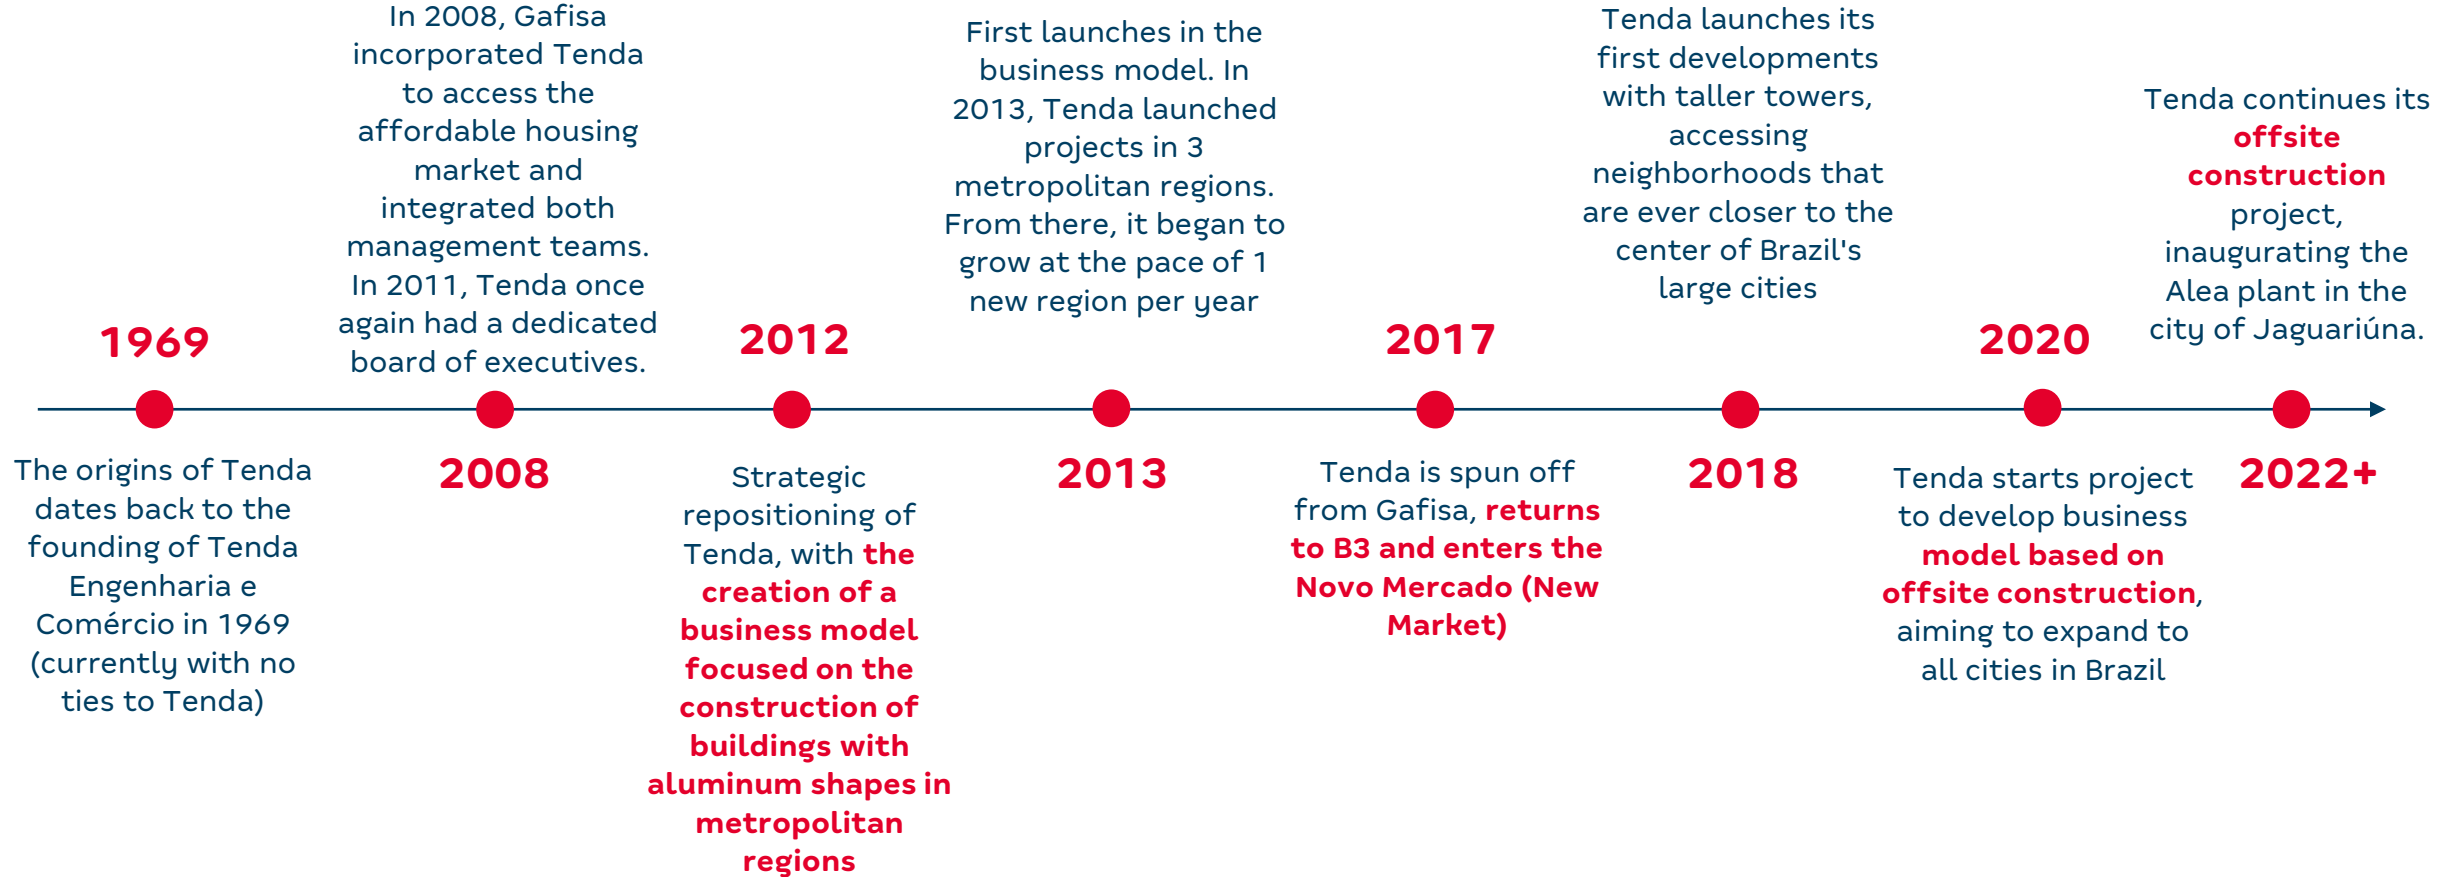 1969
The origins of Tenda
dates back to the
founding of Tenda
Engenharia e
Comércio in 1969
(currently with no
ties to Tenda)
In 2008, Gafisa
incorporated Tenda
to access the
affordable housing
market and
integrated both
management teams.
In 2011, Tenda once
again had a dedicated
board of executives.
2008
2012
Strategic
repositioning of
Tenda, with the
creation of a
business model
focused on the
construction of
buildings with
aluminum shapes in
metropolitan
regions
First launches in the
business model. In
2013, Tenda launched
projects in 3
metropolitan regions.
From there, it began to
grow at the pace of 1
new region per year
2013
2017
Tenda is spun off
from Gafisa, returns
to B3 and enters the
Novo Mercado (New
Market)
Tenda launches its
first developments
with taller towers,
accessing
neighborhoods that
are ever closer to the
center of Brazil's
large cities
2018
2020
Tenda starts project
to develop business
model based on
offsite construction,
aiming to expand to
all cities in Brazil
Tenda continues its
offsite
construction
project,
inaugurating the
Alea plant in the
city of Jaguariúna.
2022+